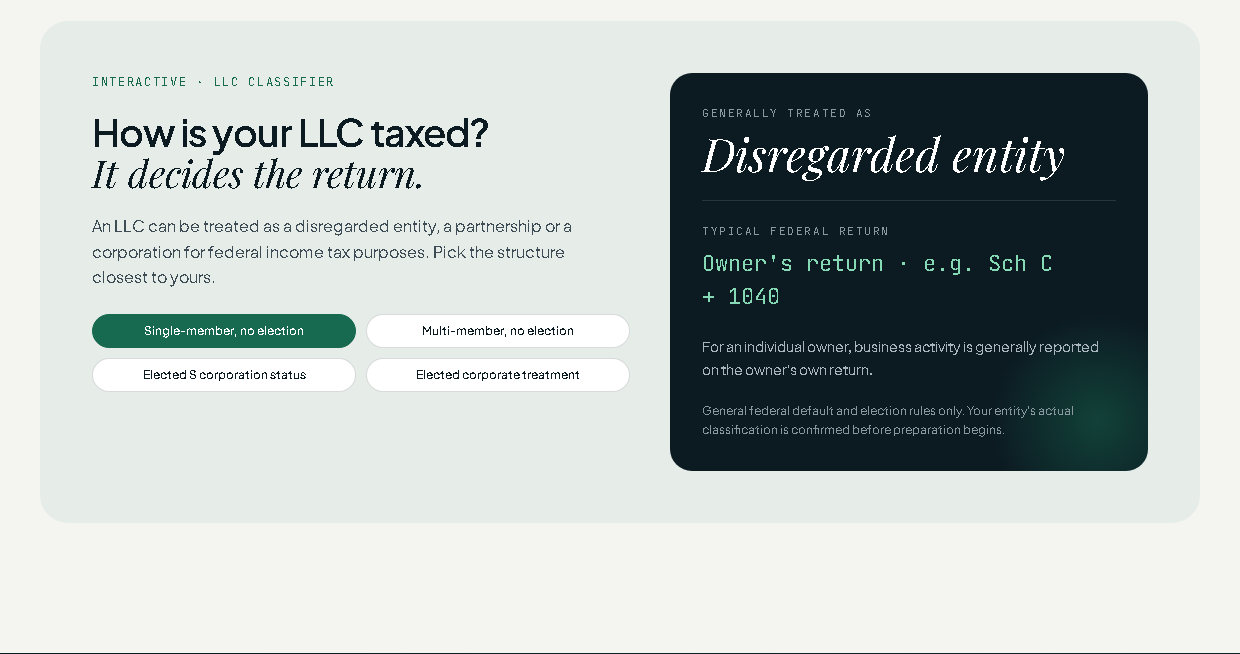 INTERACTIVE · LLC CLASSIFIER
How is your LLC taxed?
It decides the return.
An LLC can be treated as a disregarded entity, a partnership or a
corporation for federal income tax purposes. Pick the structure
closest to yours.
Single-member, no election
Multi-member, no election
Elected S corporation status
Elected corporate treatment
GENERALLY TREATED AS
Disregarded entity
TYPICAL FEDERAL RETURN
Owner's return · e.g. Sch C
+ 1040
For an individual owner, business activity is generally reported
on the owner's own return.
General federal default and election rules only. Your entity's actual
classification is confirmed before preparation begins.